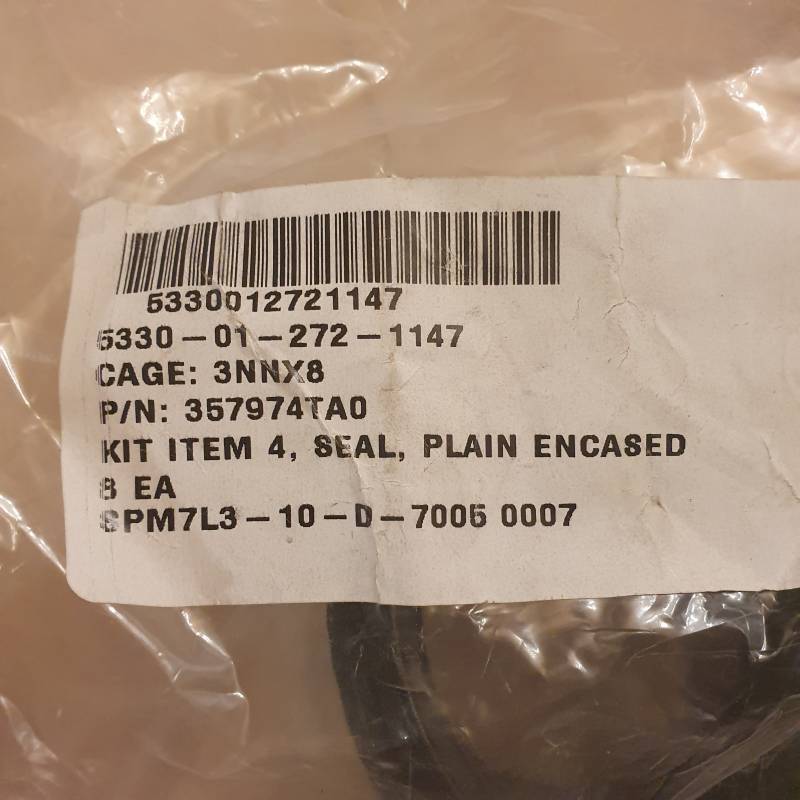 5330012721147
5330-01-272-1147
CAGE: 3NNX8
P/N: 357974TA0
KIT ITEM 4, SEAL, PLAIN ENCASED
8 EA
SPM7L3-10-D-7005 0007